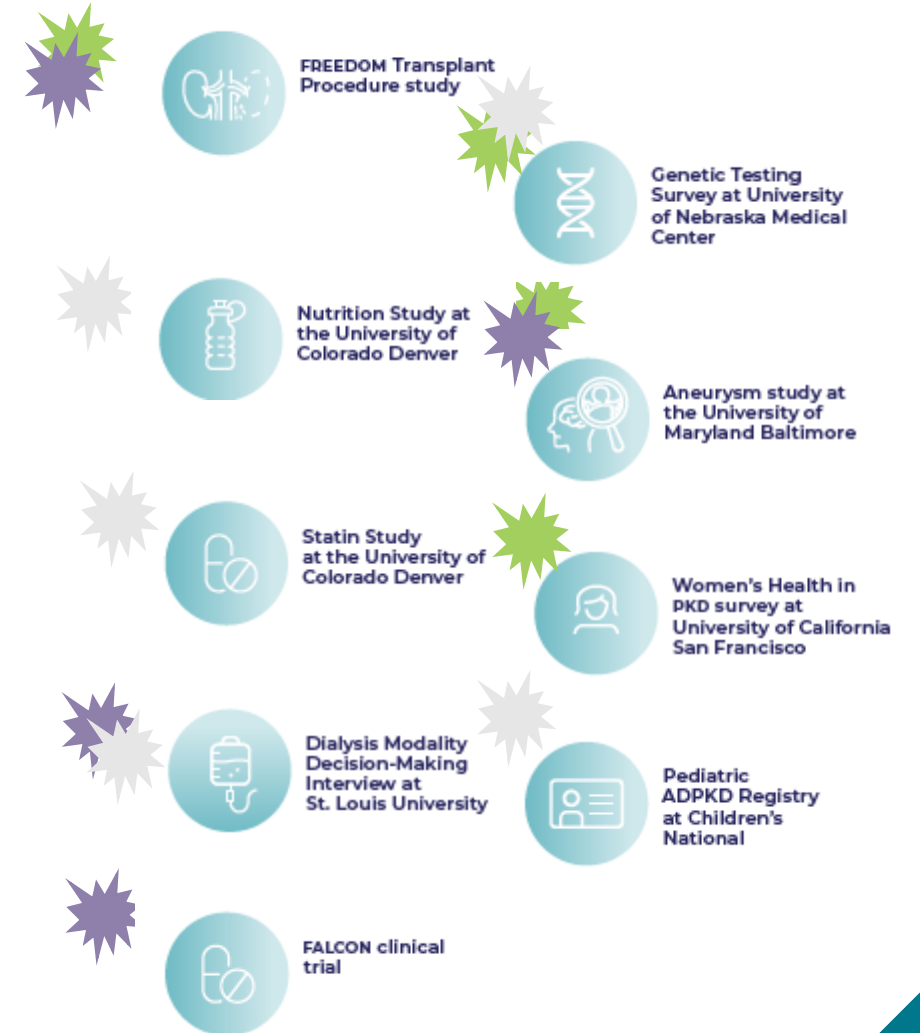 FREEDOM Transplant
Procedure study
Genetic Testing
Survey at University
of Nebraska Medical
Center
Nutrition Study at
the University of
Colorado Denver
Aneurysm study at
the University of
Maryland Baltimore
Statin Study
at the University of
Colorado Denver
Women's Health in
PKD survey at
University of California
San Francisco
Dialysis Modality
Decision-Making
Interview at
St. Louis University
Pediatric
ADPKD Registry
at Children's
National
FALCON clinical
trial